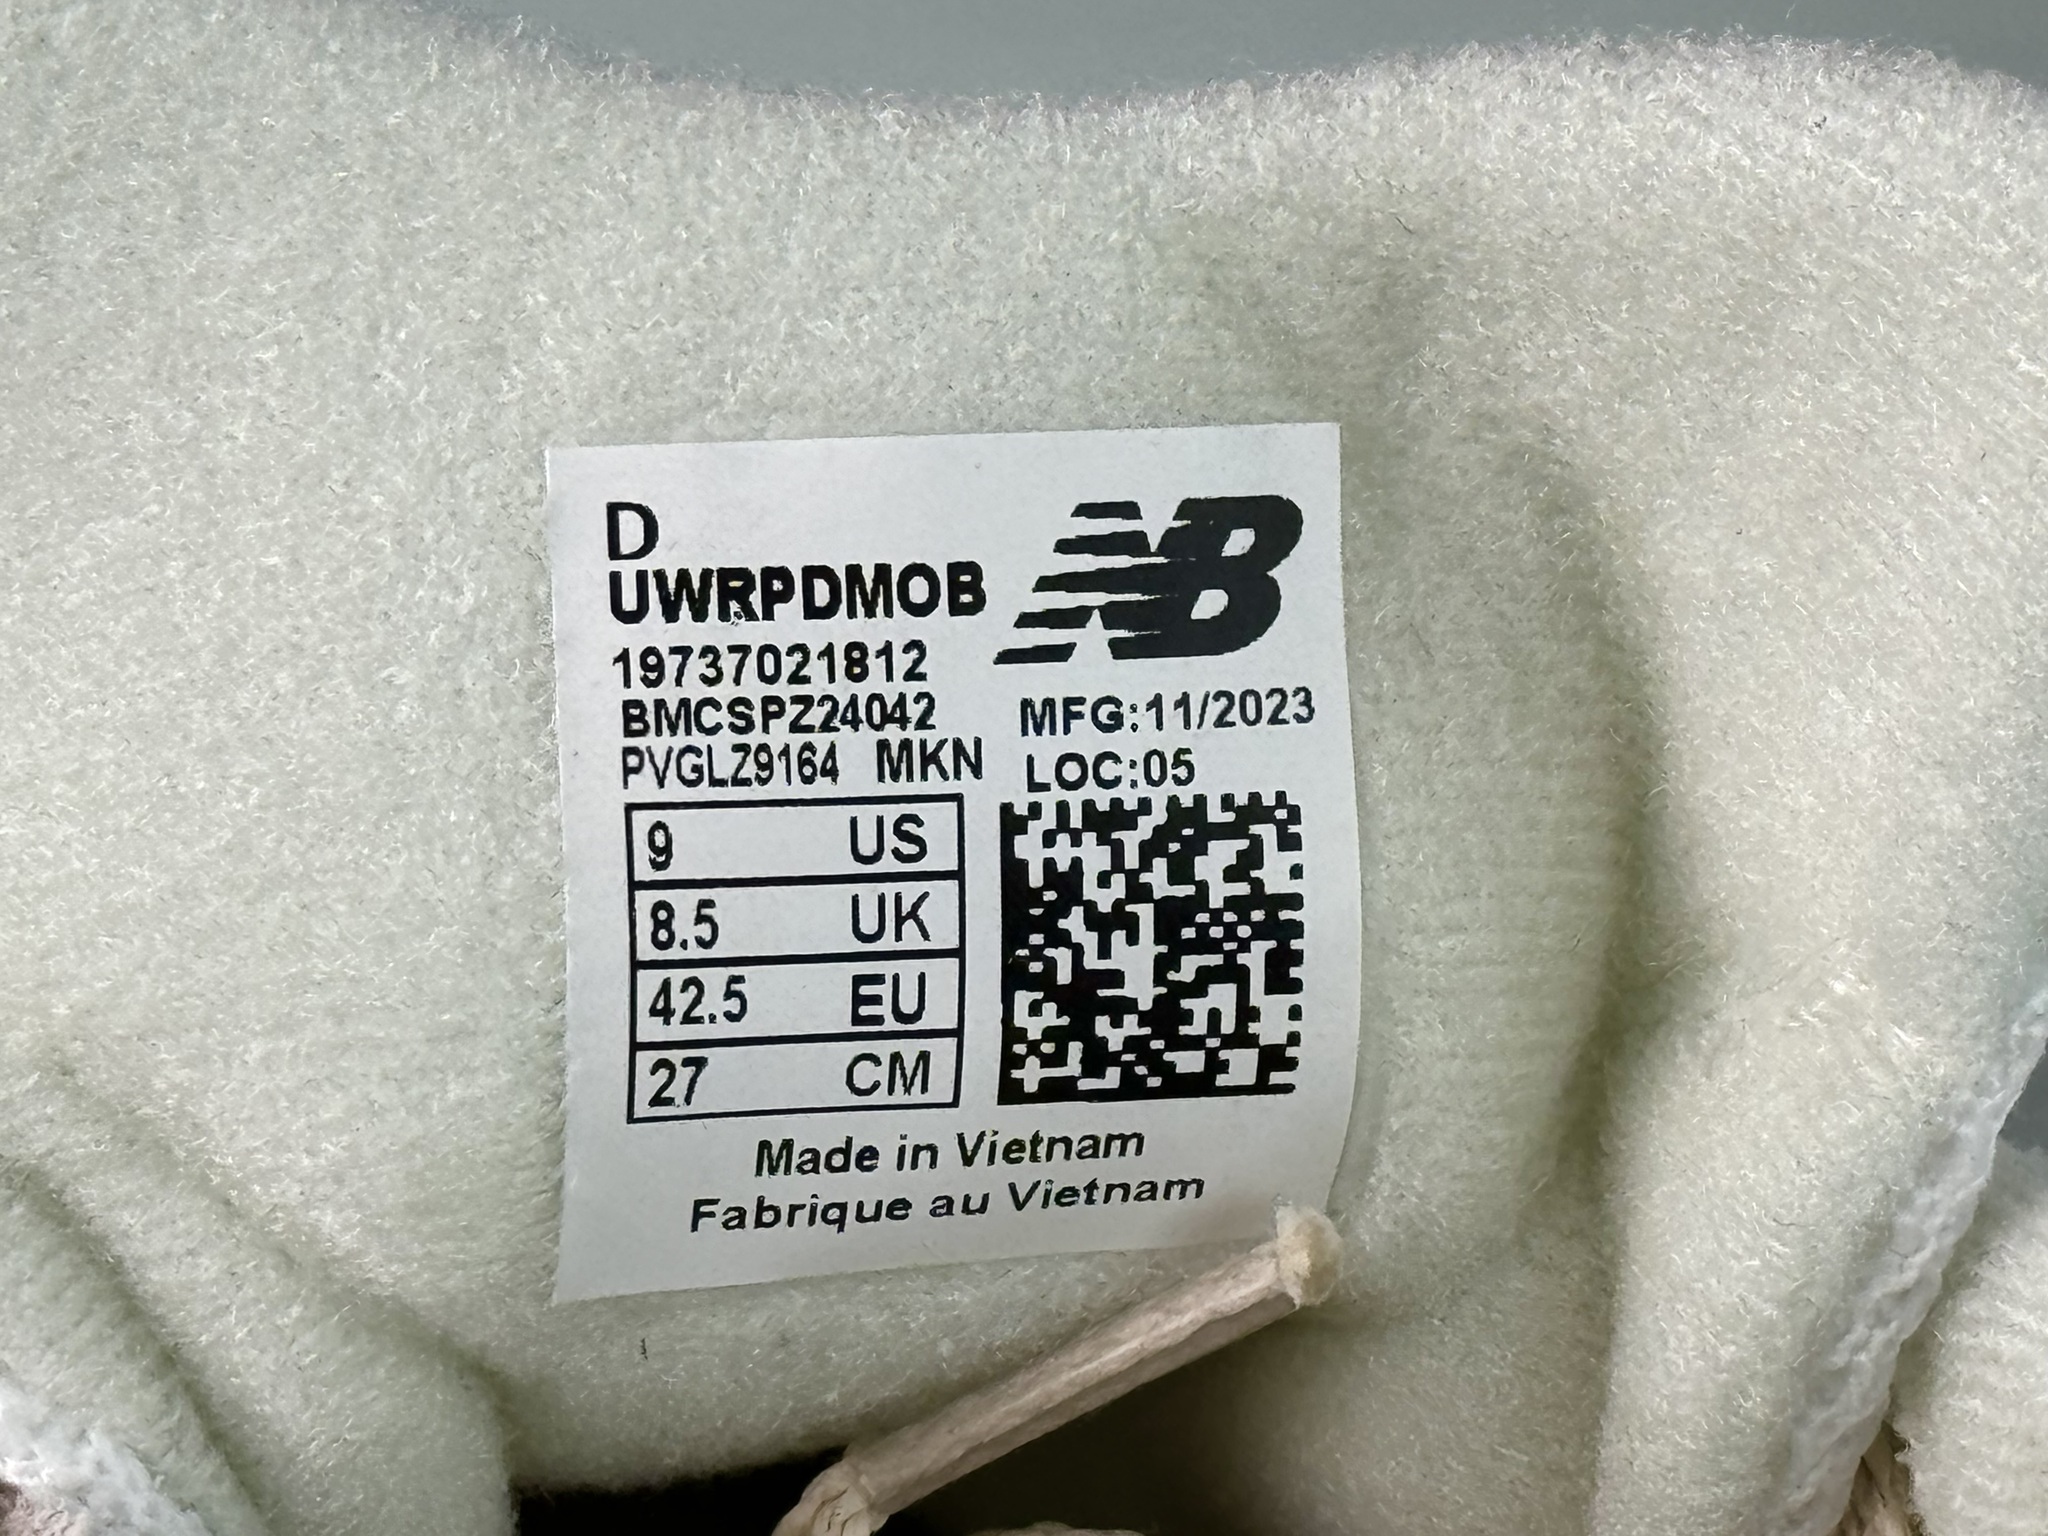 D
UWRPDMOB
NB
19737021812
BMCSPZ24042
MFG:11/2023
PVGLZ9164 MKN
LOC:05
9 US
8.5 UK
42.5 EU
27 CM
Made in Vietnam
Fabrique au Vietnam